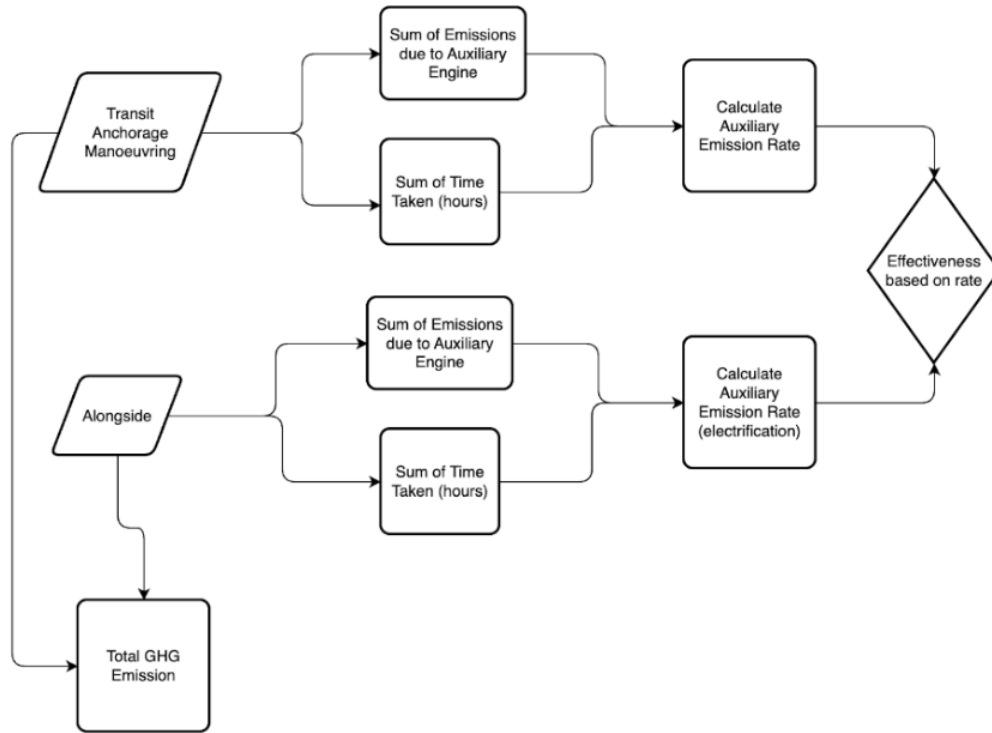 Sum of Emissions
due to Auxiliary
Engine
Transit
Anchorage
Manoeuvring
Calculate
Auxiliary
Emission Rate
Sum of Time
Taken (hours)
Effectiveness
based on rate
Sum of Emissions
due to Auxiliary
Engine
Alongside
Calculate
Auxiliary
Emission Rate
(electrification)
Sum of Time
Taken (hours)
Total GHG
Emission